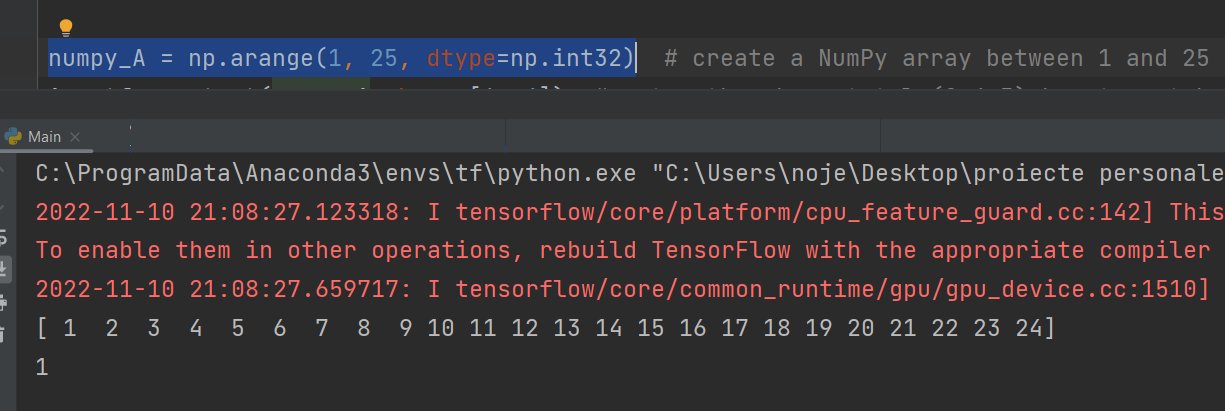 numpy_A = np.arange(1, 25, dtype=np.int32)  # create a NumPy array between 1 and 25
Main
C:\ProgramData\Anaconda3\envs\tf\python.exe "C:\Users\noje\Desktop\proiecte personale
2022-11-10 21:08:27.123318: I tensorflow/core/platform/cpu_feature_guard.cc:142] This
To enable them in other operations, rebuild TensorFlow with the appropriate compiler
2022-11-10 21:08:27.659717: I tensorflow/core/common_runtime/gpu/gpu_device.cc:1510]
[ 1  2  3  4  5  6  7  8  9 10 11 12 13 14 15 16 17 18 19 20 21 22 23 24]
1